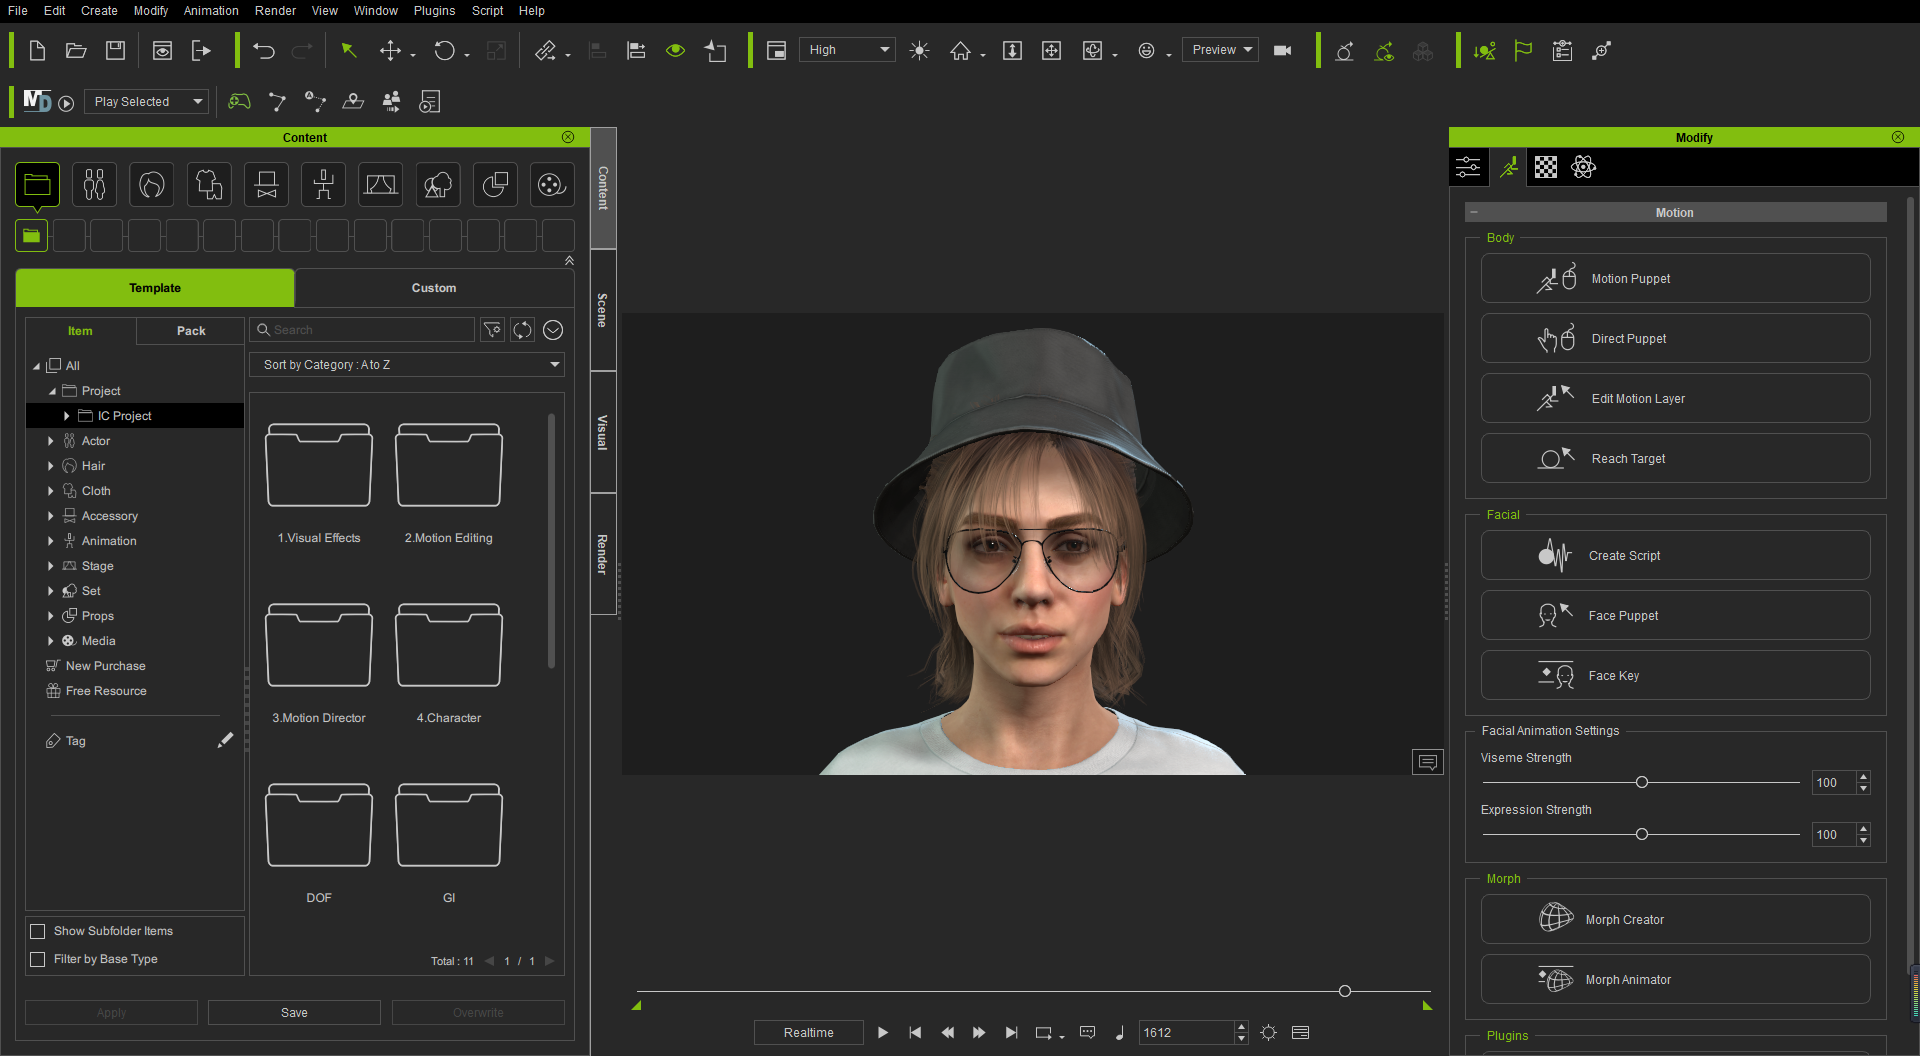 File Edit Create Modify Animation Render View Window Plugins Script Help
High
Preview
MD
Play Selected
Content
Template
Custom
Item
Pack
Search
Sort by Category : A to Z
All
Project
IC Project
Actor
Hair
Cloth
Accessory
Animation
Stage
Set
Props
Media
New Purchase
Free Resource
Tag
Show Subfolder Items
Filter by Base Type
1.Visual Effects
2.Motion Editing
3.Motion Director
4.Character
DOF
GI
Total : 11
1 / 1
Apply
Save
Overwrite
Content
Scene
Visual
Render
Realtime
1612
Modify
Motion
Body
Motion Puppet
Direct Puppet
Edit Motion Layer
Reach Target
Facial
Create Script
Face Puppet
Face Key
Facial Animation Settings
Viseme Strength
100
Expression Strength
100
Morph
Morph Creator
Morph Animator
Plugins